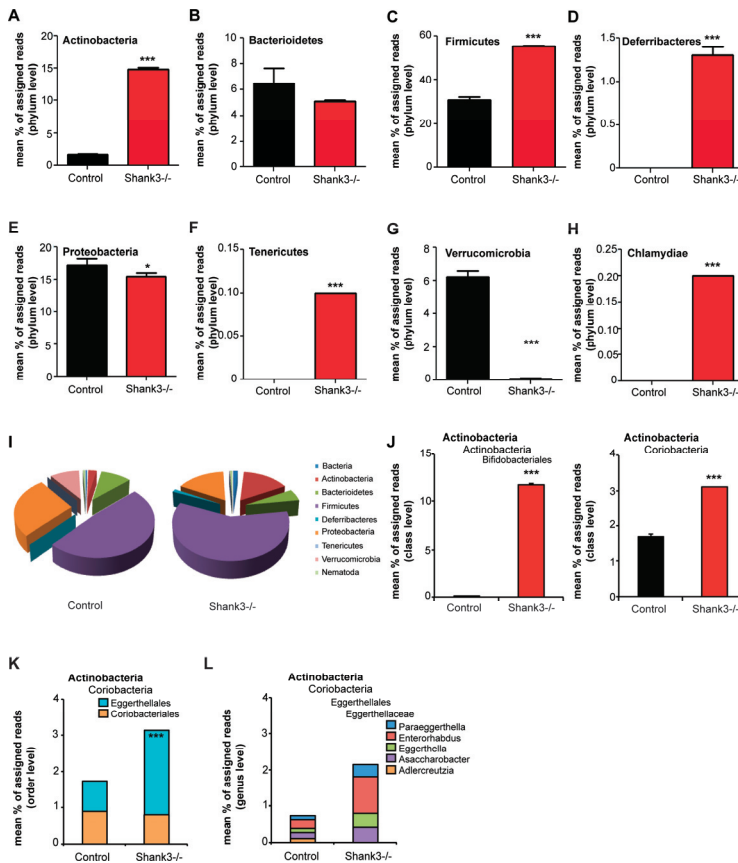 A
Actinobacteria
mean % of assigned reads
(phylum level)
20
15
10
5
0
***
Control
Shank3-/-
B
Bacterioidetes
mean % of assigned reads
(phylum level)
10
8
6
4
2
0
Control
Shank3-/-
C
Firmicutes
mean % of assigned reads
(phylum level)
60
40
20
0
***
Control
Shank3-/-
D
Deferribacteres
mean % of assigned reads
(phylum level)
1.5
1.0
0.5
0.0
***
Control
Shank3-/-
E
Proteobacteria
mean % of assigned reads
(phylum level)
20
15
10
5
0
*
Control
Shank3-/-
F
Tenericutes
mean % of assigned reads
(phylum level)
0.15
0.10
0.05
0
***
Control
Shank3-/-
G
Verrucomicrobia
mean % of assigned reads
(phylum level)
8
6
4
2
0
***
Control
Shank3-/-
H
Chlamydiae
mean % of assigned reads
(phylum level)
0.25
0.20
0.15
0.10
0.05
0.00
***
Control
Shank3-/-
I
Control
Shank3-/-
Bacteria
Actinobacteria
Bacterioidetes
Firmicutes
Deferribacteres
Proteobacteria
Tenericutes
Verrucomicrobia
Nematoda
J
Actinobacteria
Actinobacteria
Bifidobacteriales
mean % of assigned reads
(class level)
15
10
5
0
***
Control
Shank3-/-
Actinobacteria
Coriobacteria
mean % of assigned reads
(class level)
4
3
2
1
0
***
Control
Shank3-/-
K
Actinobacteria
Coriobacteria
Eggerthellales
Coriobacteriales
mean % of assigned reads
(order level)
4
3
2
1
0
***
Control
Shank3-/-
L
Actinobacteria
Coriobacteria
Eggerthellales
Eggerthellaceae
Paraeggerthella
Enterorhabdus
Eggerthella
Asaccharobacter
Adlercreutzia
mean % of assigned reads
(genus level)
4
3
2
1
0
Control
Shank3-/-